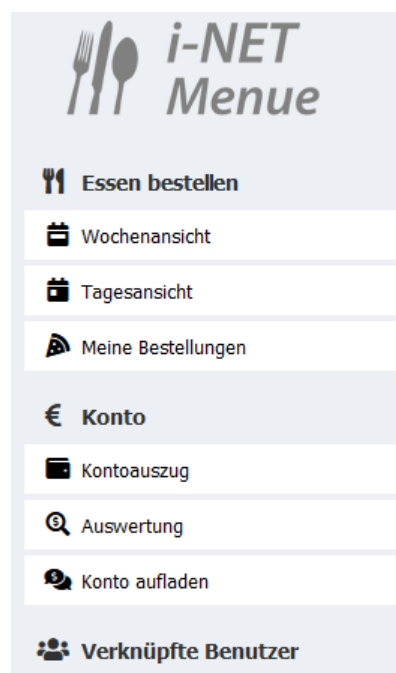 i-NET
Menue
Essen bestellen
Wochenansicht
Tagesansicht
Meine Bestellungen
€ Konto
Kontoauszug
Auswertung
Konto aufladen
Verknüpfte Benutzer